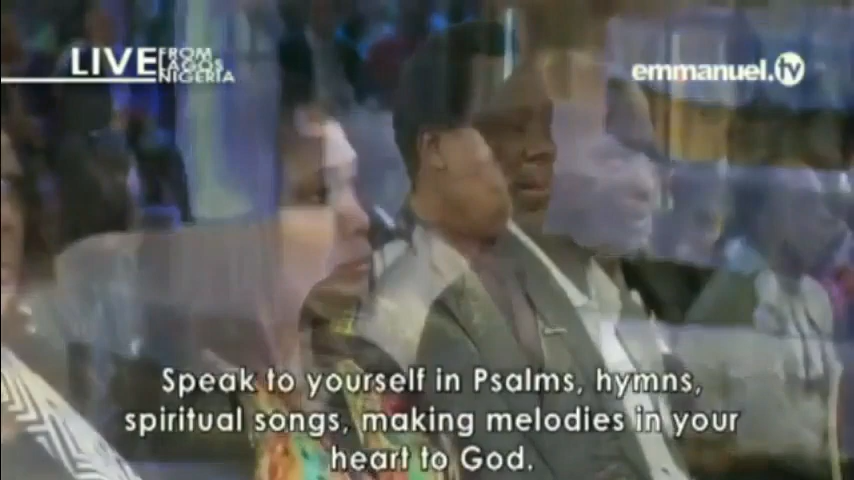 LIVE FROM
LAGOS
NIGERIA
emmanuel.tv
Speak to yourself in Psalms, hymns,
spiritual songs, making melodies in your
heart to God.